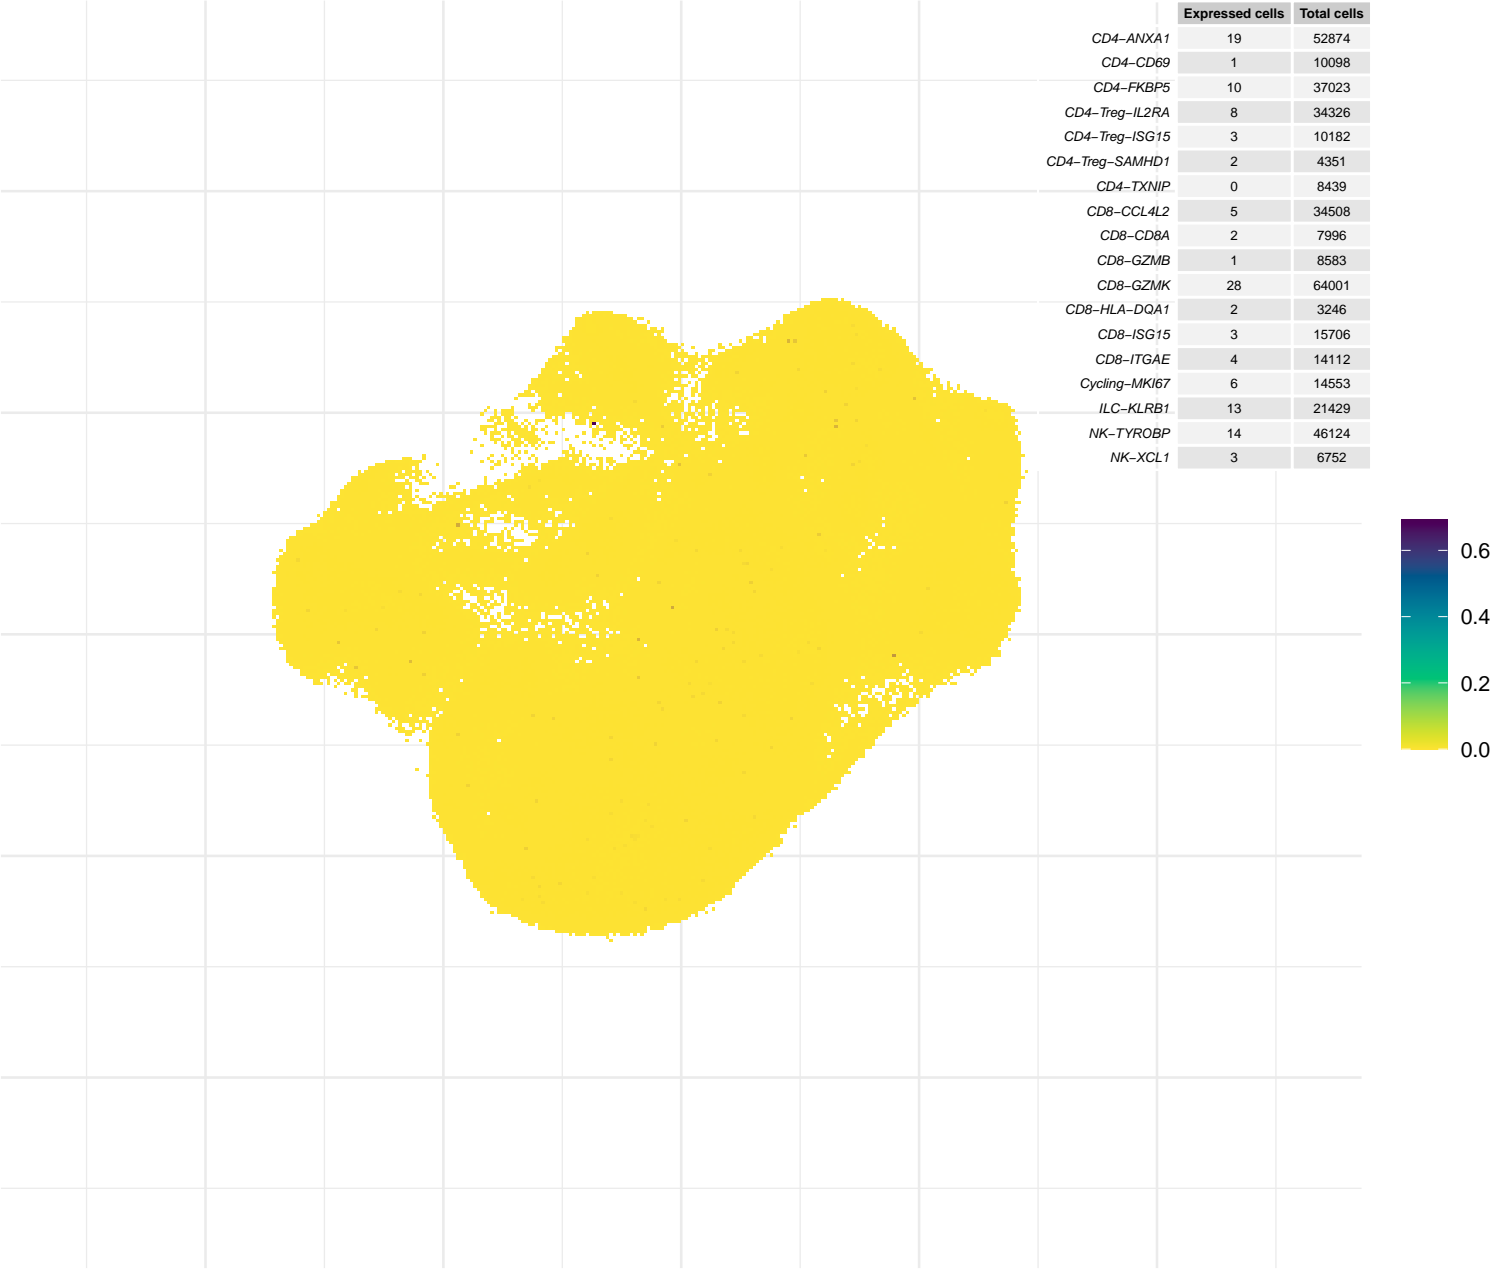 Expressed cells Total cells
CD4−ANXA1 19 52874
CD4−CD69 1 10098
CD4−FKBP5 10 37023
CD4−Treg−IL2RA 8 34326
CD4−Treg−ISG15 3 10182
CD4−Treg−SAMHD1 2 4351
CD4−TXNIP 0 8439
CD8−CCL4L2 5 34508
CD8−CD8A 2 7996
CD8−GZMB 1 8583
CD8−GZMK 28 64001
CD8−HLA−DQA1 2 3246
CD8−ISG15 3 15706
CD8−ITGAE 4 14112
Cycling−MKI67 6 14553
ILC−KLRB1 13 21429
NK−TYROBP 14 46124
NK−XCL1 3 6752
0.6
0.4
0.2
0.0